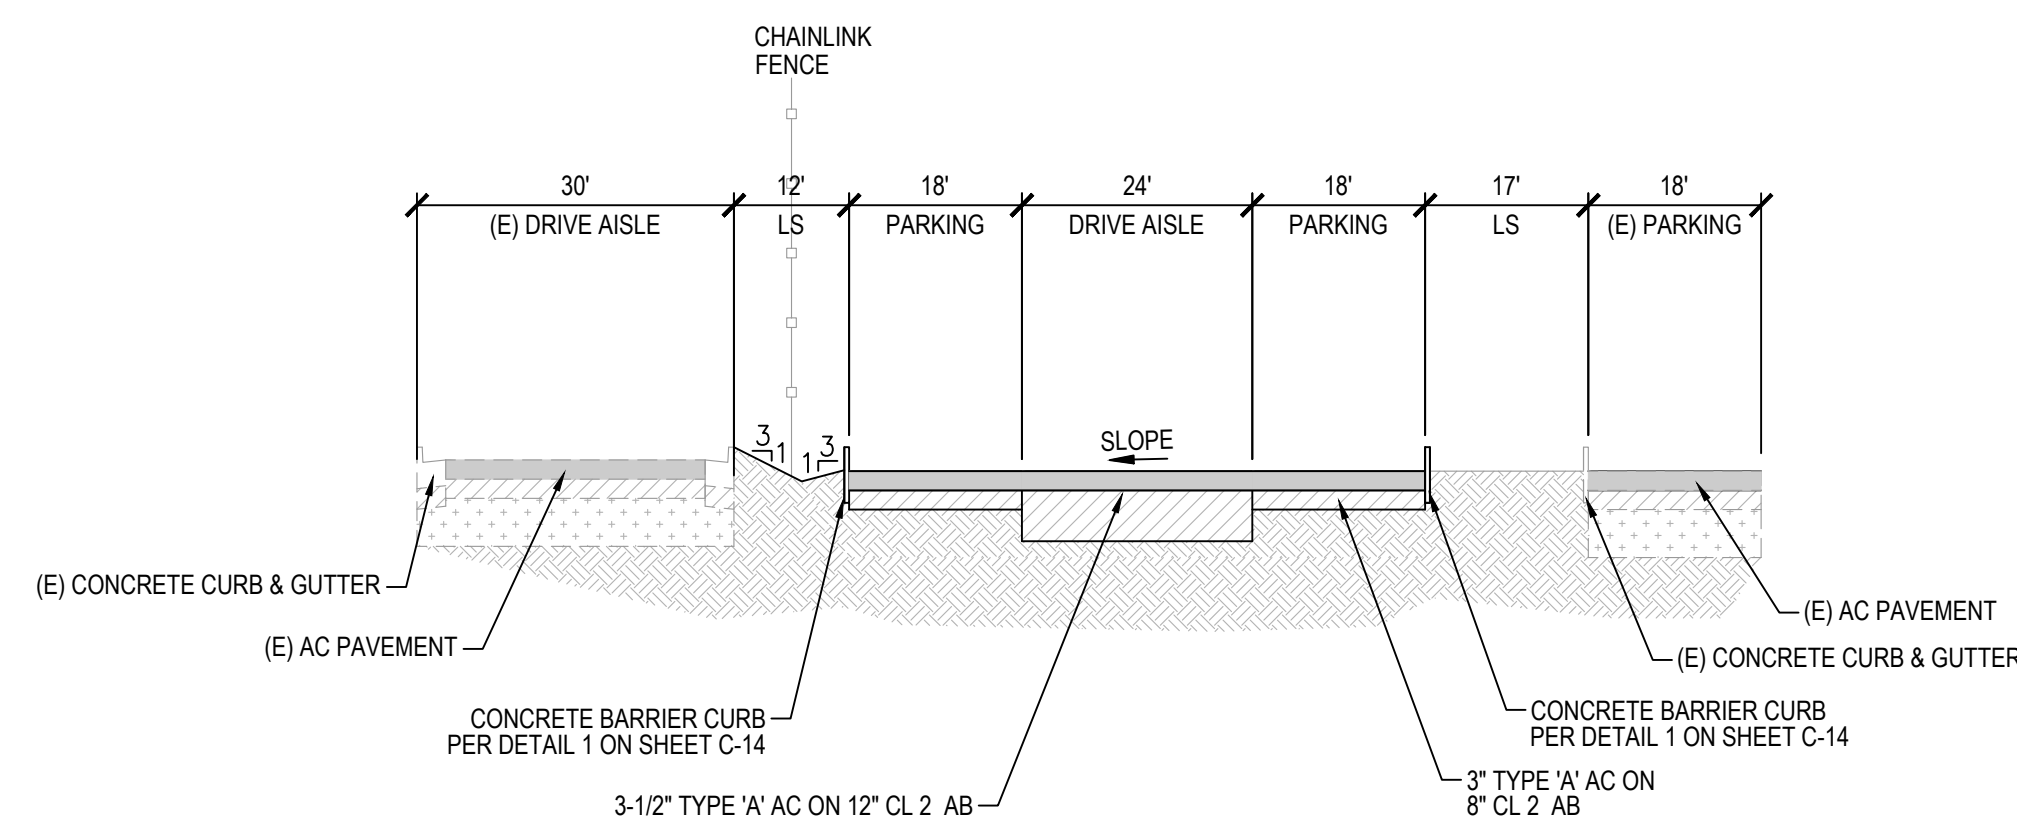 CHAINLINK
FENCE
30' 12' 18' 24' 18' 17' 18'
(E) DRIVE AISLE LS PARKING DRIVE AISLE PARKING LS (E) PARKING
3 1 1 3 SLOPE
(E) CONCRETE CURB & GUTTER
(E) AC PAVEMENT
CONCRETE BARRIER CURB
PER DETAIL 1 ON SHEET C-14
3-1/2" TYPE 'A' AC ON 12" CL 2 AB
(E) AC PAVEMENT
(E) CONCRETE CURB & GUTTER
CONCRETE BARRIER CURB
PER DETAIL 1 ON SHEET C-14
3" TYPE 'A' AC ON
8" CL 2 AB